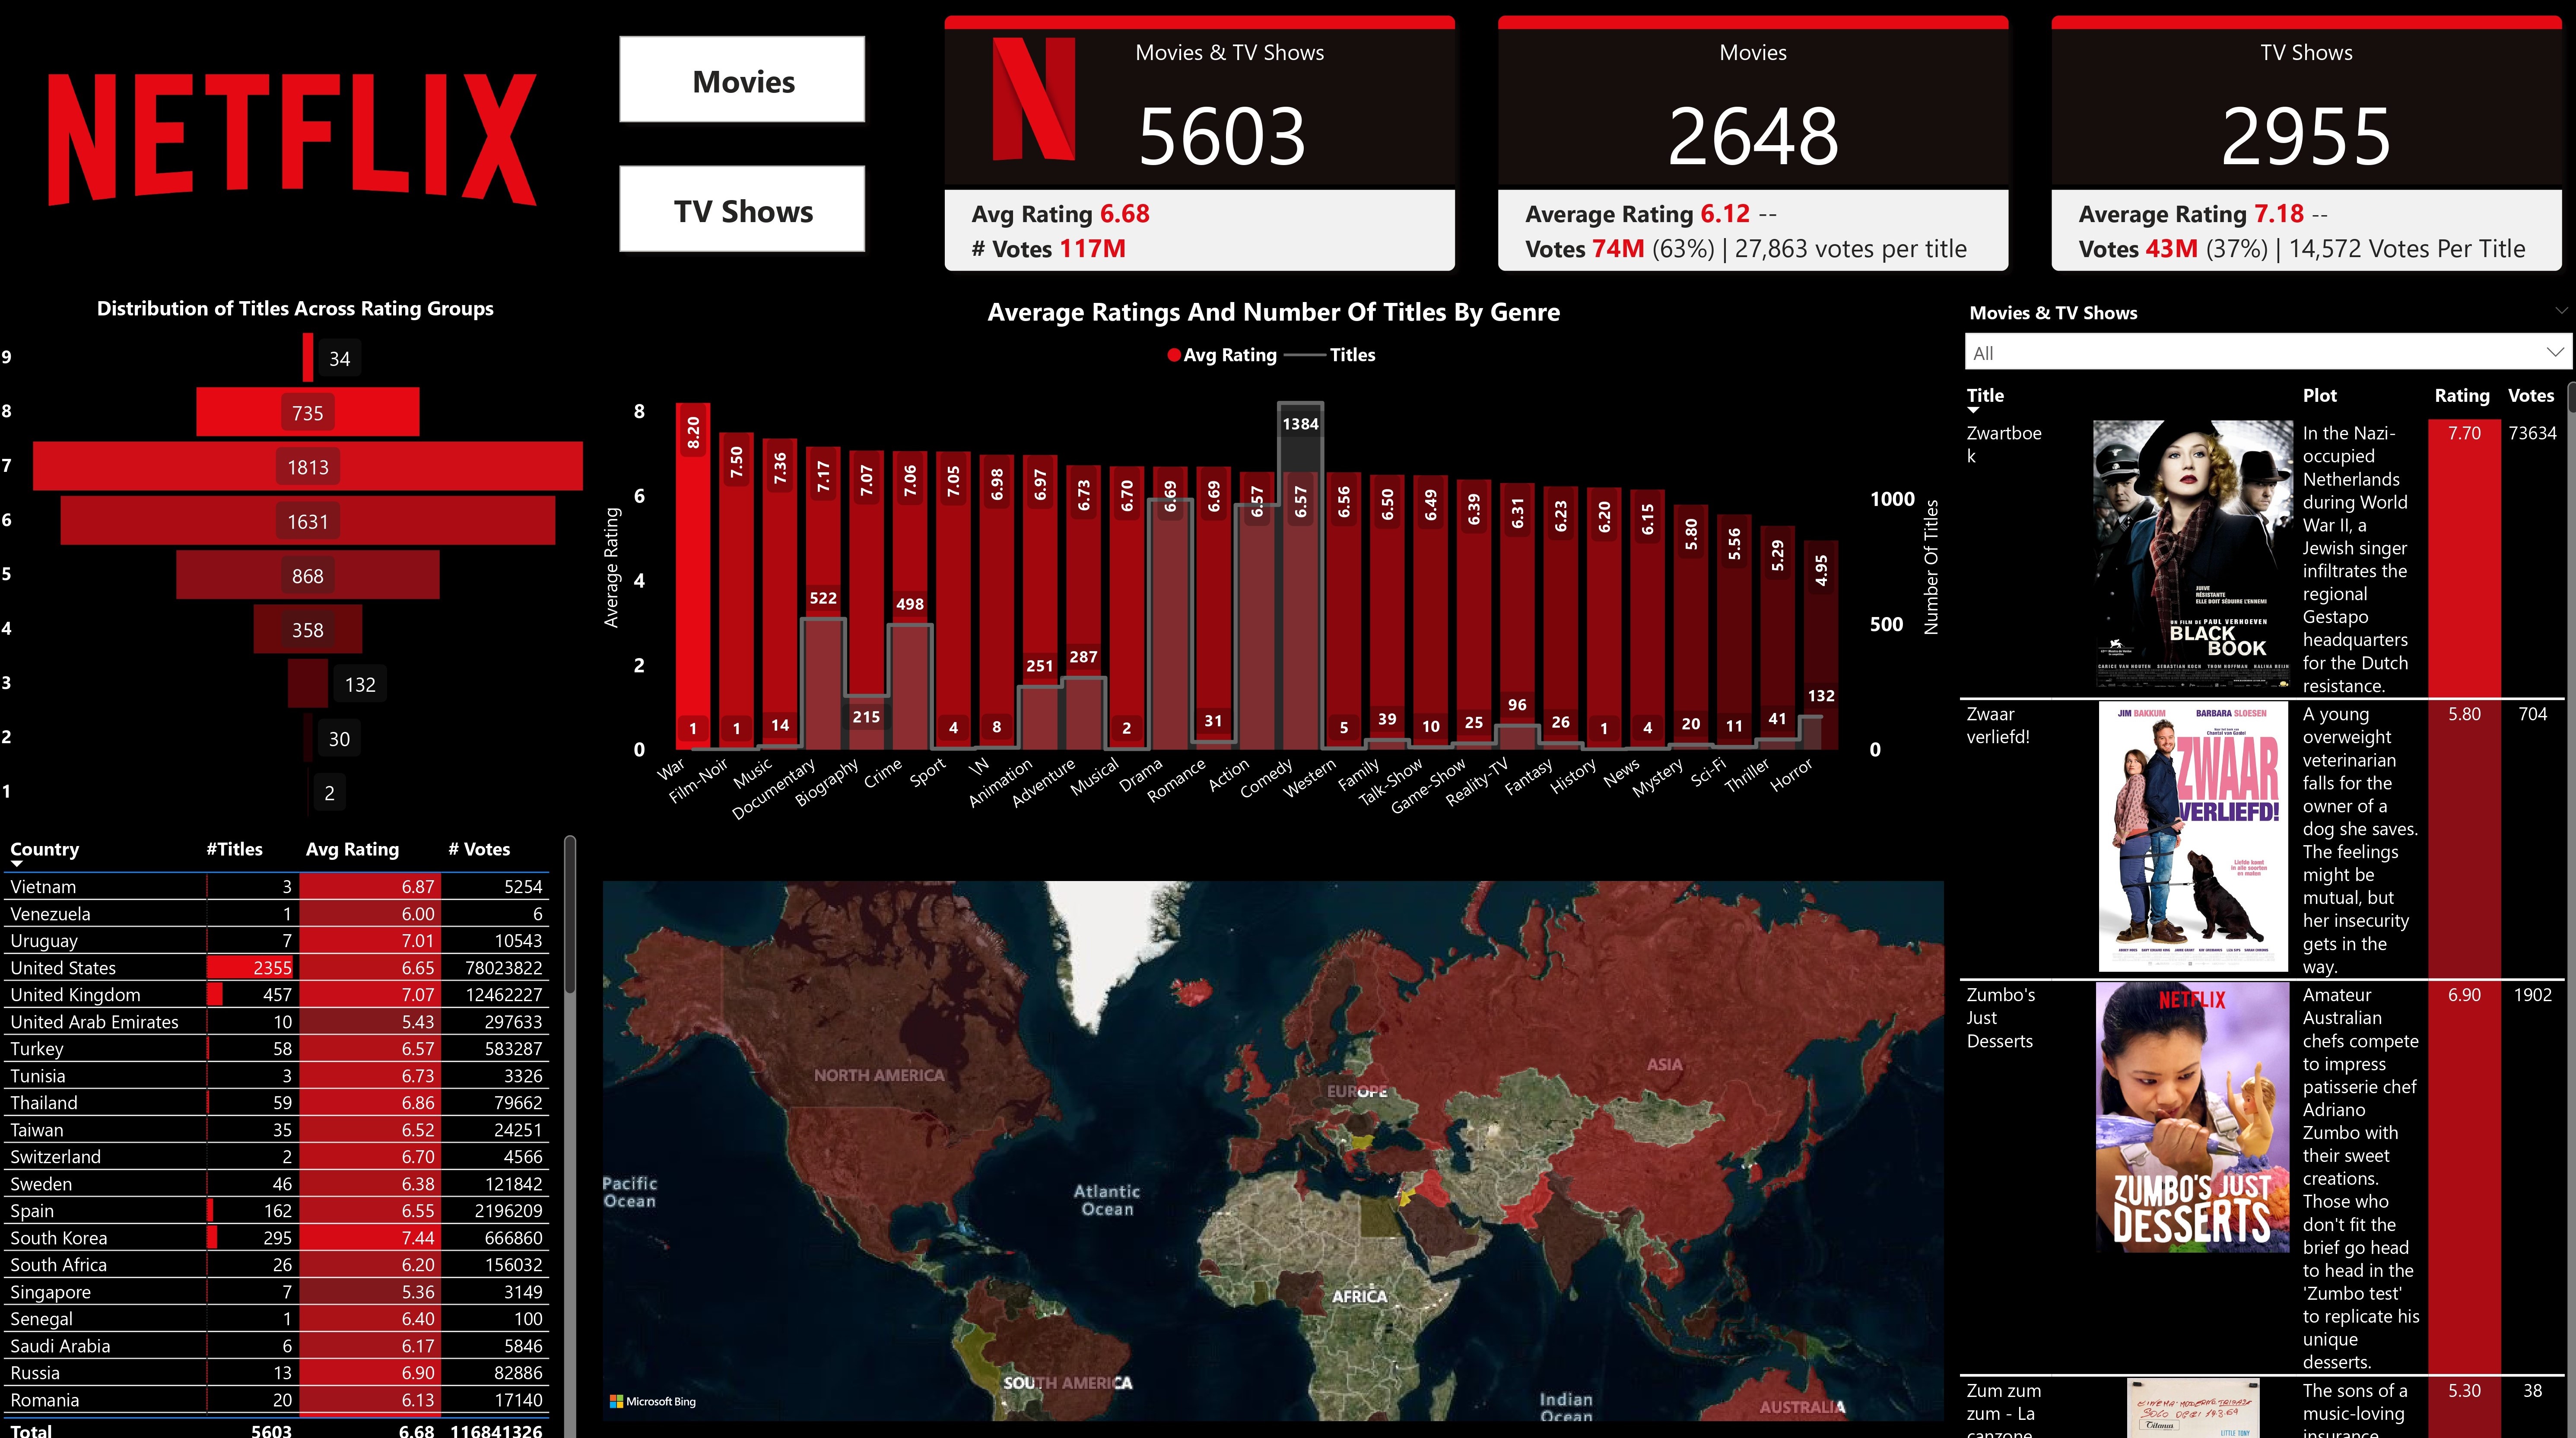 NETFLIX
Movies
TV Shows
Movies & TV Shows
5603
Avg Rating 6.68
# Votes 117M
Movies
2648
Average Rating 6.12 --
Votes 74M (63%) | 27,863 votes per title
TV Shows
2955
Average Rating 7.18 --
Votes 43M (37%) | 14,572 Votes Per Title
Distribution of Titles Across Rating Groups
9 34
8 735
7 1813
6 1631
5 868
4 358
3 132
2 30
1 2
Average Ratings And Number Of Titles By Genre
Avg Rating Titles
Average Rating
8
6
4
2
0
8.20 7.50 7.36 7.17 7.07 7.06 7.05 6.98 6.97 6.73 6.70 6.69 6.69 6.57 6.57 6.56 6.50 6.49 6.39 6.31 6.23 6.20 6.15 5.80 5.56 5.29 4.95
1 1 14 522 215 498 4 8 251 287 2 31 1384 5 39 10 25 96 26 1 4 20 11 41 132
Number Of Titles
1000
500
0
War Film-Noir Music Documentary Biography Crime Sport \N Animation Adventure Musical Drama Romance Action Comedy Western Family Talk-Show Game-Show Reality-TV Fantasy History News Mystery Sci-Fi Thriller Horror
Country #Titles Avg Rating # Votes
Vietnam 3 6.87 5254
Venezuela 1 6.00 6
Uruguay 7 7.01 10543
United States 2355 6.65 78023822
United Kingdom 457 7.07 12462227
United Arab Emirates 10 5.43 297633
Turkey 58 6.57 583287
Tunisia 3 6.73 3326
Thailand 59 6.86 79662
Taiwan 35 6.52 24251
Switzerland 2 6.70 4566
Sweden 46 6.38 121842
Spain 162 6.55 2196209
South Korea 295 7.44 666860
South Africa 26 6.20 156032
Singapore 7 5.36 3149
Senegal 1 6.40 100
Saudi Arabia 6 6.17 5846
Russia 13 6.90 82886
Romania 20 6.13 17140
Total 5603 6.68 116841326
NORTH AMERICA
EUROPE
ASIA
Pacific
Ocean
Atlantic
Ocean
AFRICA
SOUTH AMERICA
Indian
Ocean
AUSTRALIA
Microsoft Bing
Movies & TV Shows
All
Title Plot Rating Votes
Zwartboe
k
UN FILM DE PAUL VERHOEVEN
BLACK
BOOK
CARICE VAN HOUTEN SEBASTIAN KOCH THOM HOFFMAN HALINA REIJN
In the Nazi-
occupied
Netherlands
during World
War II, a
Jewish singer
infiltrates the
regional
Gestapo
headquarters
for the Dutch
resistance.
7.70 73634
Zwaar
verliefd!
JIM BAKKUM BARBARA SLOESEN
ZWAAR
VERLIEFD!
A young
overweight
veterinarian
falls for the
owner of a
dog she saves.
The feelings
might be
mutual, but
her insecurity
gets in the
way.
5.80 704
Zumbo's
Just
Desserts
NETFLIX
ZUMBO'S JUST
DESSERTS
Amateur
Australian
chefs compete
to impress
patisserie chef
Adriano
Zumbo with
their sweet
creations.
Those who
don't fit the
brief go head
to head in the
'Zumbo test'
to replicate his
unique
desserts.
6.90 1902
Zum zum
zum - La
canzone
Titanus
LITTLE TONY
The sons of a
music-loving
insurance
5.30 38